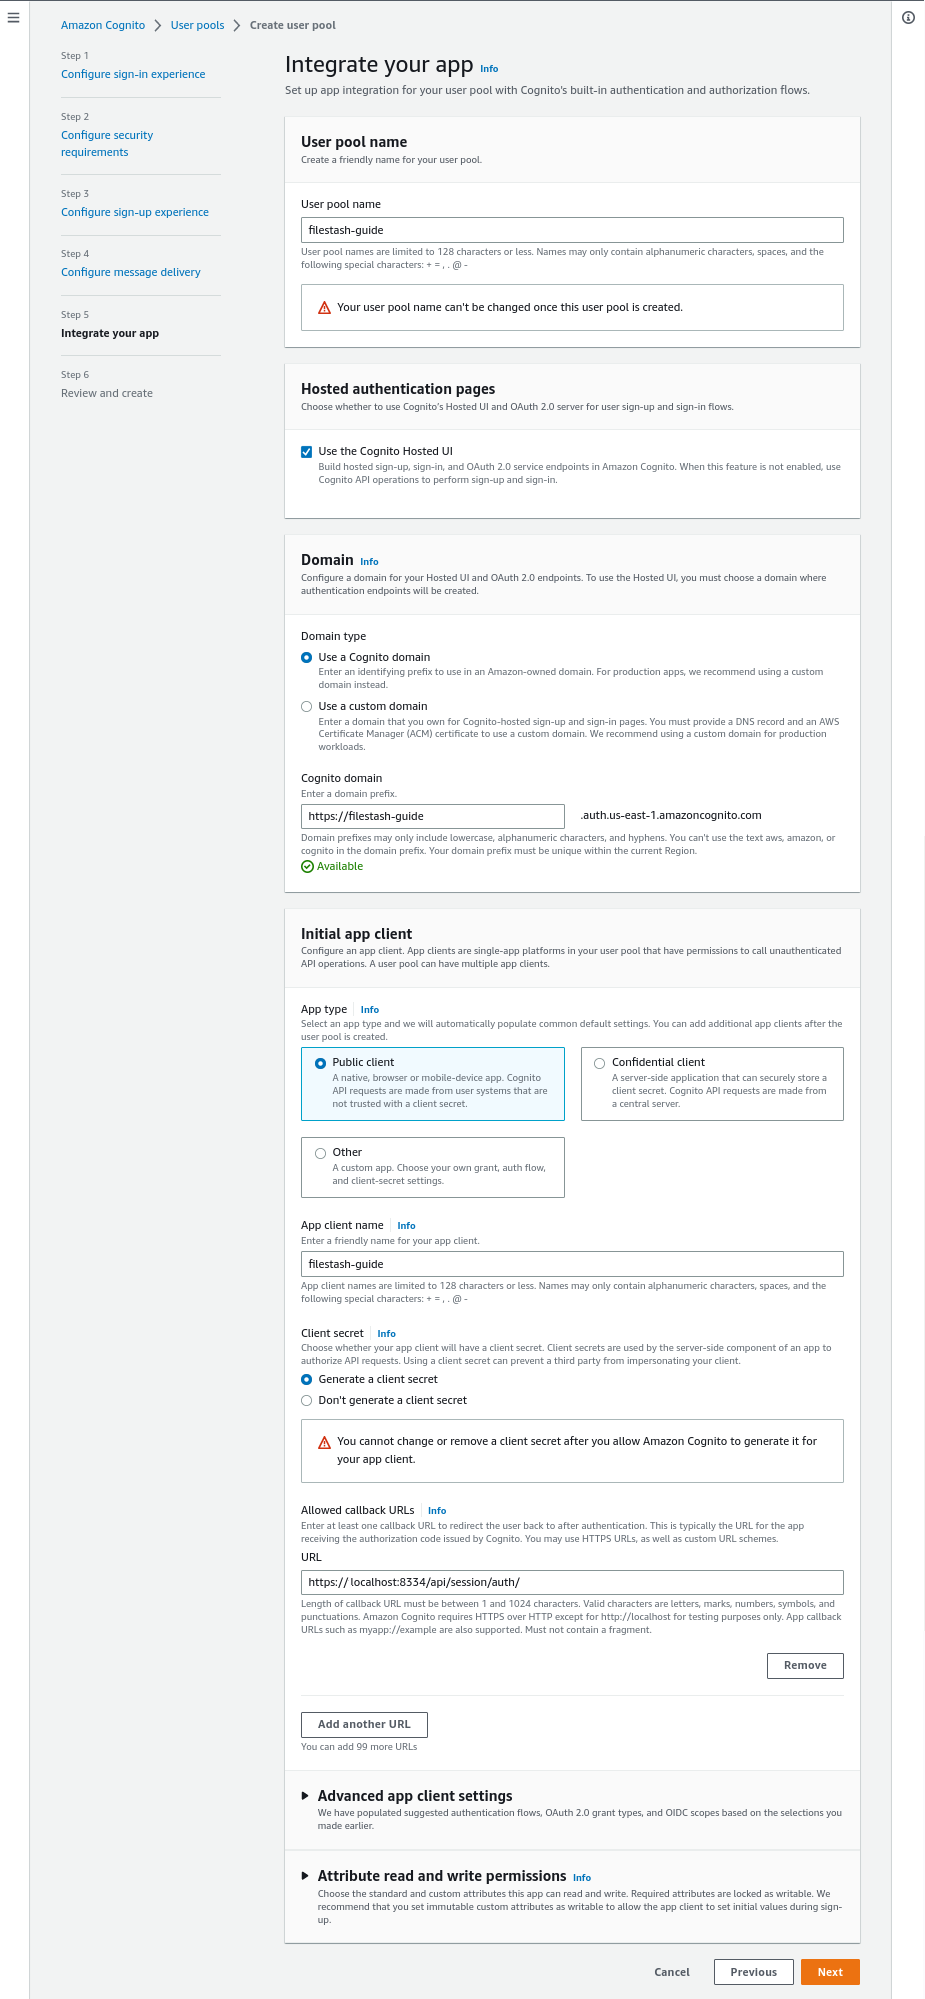 Amazon Cognito > User pools > Create user pool
Step 1
Configure sign-in experience
Step 2
Configure security
requirements
Step 3
Configure sign-up experience
Step 4
Configure message delivery
Step 5
Integrate your app
Step 6
Review and create
Integrate your app Info
Set up app integration for your user pool with Cognito's built-in authentication and authorization flows.
User pool name
Create a friendly name for your user pool.
User pool name
filestash-guide
User pool names are limited to 128 characters or less. Names may only contain alphanumeric characters, spaces, and the
following special characters: + = , . @ -
Your user pool name can't be changed once this user pool is created.
Hosted authentication pages
Choose whether to use Cognito's Hosted UI and OAuth 2.0 server for user sign-up and sign-in flows.
Use the Cognito Hosted UI
Build hosted sign-up, sign-in, and OAuth 2.0 service endpoints in Amazon Cognito. When this feature is not enabled, use
Cognito API operations to perform sign-up and sign-in.
Domain Info
Configure a domain for your Hosted UI and OAuth 2.0 endpoints. To use the Hosted UI, you must choose a domain where
authentication endpoints will be created.
Domain type
Use a Cognito domain
Enter an identifying prefix to use in an Amazon-owned domain. For production apps, we recommend using a custom
domain instead.
Use a custom domain
Enter a domain that you own for Cognito-hosted sign-up and sign-in pages. You must provide a DNS record and an AWS
Certificate Manager (ACM) certificate to use a custom domain. We recommend using a custom domain for production
workloads.
Cognito domain
Enter a domain prefix.
https://filestash-guide .auth.us-east-1.amazoncognito.com
Domain prefixes may only include lowercase, alphanumeric characters, and hyphens. You can't use the text aws, amazon, or
cognito in the domain prefix. Your domain prefix must be unique within the current Region.
Available
Initial app client
Configure an app client. App clients are single-app platforms in your user pool that have permissions to call unauthenticated
API operations. A user pool can have multiple app clients.
App type Info
Select an app type and we will automatically populate common default settings. You can add additional app clients after the
user pool is created.
Public client
A native, browser or mobile-device app. Cognito
API requests are made from user systems that are
not trusted with a client secret.
Confidential client
A server-side application that can securely store a
client secret. Cognito API requests are made from
a central server.
Other
A custom app. Choose your own grant, auth flow,
and client-secret settings.
App client name Info
Enter a friendly name for your app client.
filestash-guide
App client names are limited to 128 characters or less. Names may only contain alphanumeric characters, spaces, and the
following special characters: + = , . @ -
Client secret Info
Choose whether your app client will have a client secret. Client secrets are used by the server-side component of an app to
authorize API requests. Using a client secret can prevent a third party from impersonating your client.
Generate a client secret
Don't generate a client secret
You cannot change or remove a client secret after you allow Amazon Cognito to generate it for
your app client.
Allowed callback URLs Info
Enter at least one callback URL to redirect the user back to after authentication. This is typically the URL for the app
receiving the authorization code issued by Cognito. You may use HTTPS URLs, as well as custom URL schemes.
URL
https://localhost:8334/api/session/auth/
Length of callback URL must be between 1 and 1024 characters. Valid characters are letters, marks, numbers, symbols, and
punctuations. Amazon Cognito requires HTTPS over HTTP except for http://localhost for testing purposes only. App callback
URLs such as myapp://example are also supported. Must not contain a fragment.
Remove
Add another URL
You can add 99 more URLs
Advanced app client settings
We have populated suggested authentication flows, OAuth 2.0 grant types, and OIDC scopes based on the selections you
made earlier.
Attribute read and write permissions Info
Choose the standard and custom attributes this app can read and write. Required attributes are locked as writable. We
recommend that you set immutable custom attributes as writable to allow the app client to set initial values during sign-
up.
Cancel Previous Next